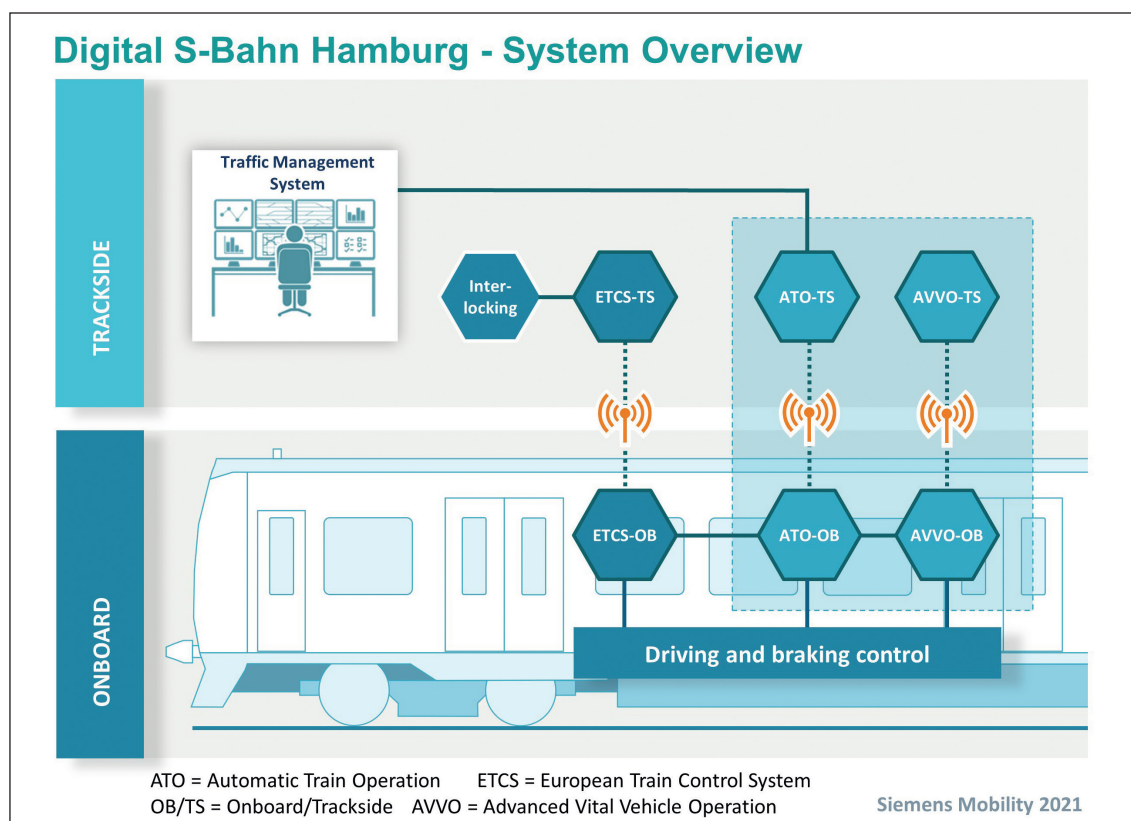 Digital S-Bahn Hamburg - System Overview
TRACKSIDE
Traffic Management
System
Inter-
locking
ETCS-TS
ATO-TS
AVVO-TS
ONBOARD
ETCS-OB
ATO-OB
AVVO-OB
Driving and braking control
ATO = Automatic Train Operation ETCS = European Train Control System
OB/TS = Onboard/Trackside AVVO = Advanced Vital Vehicle Operation
Siemens Mobility 2021